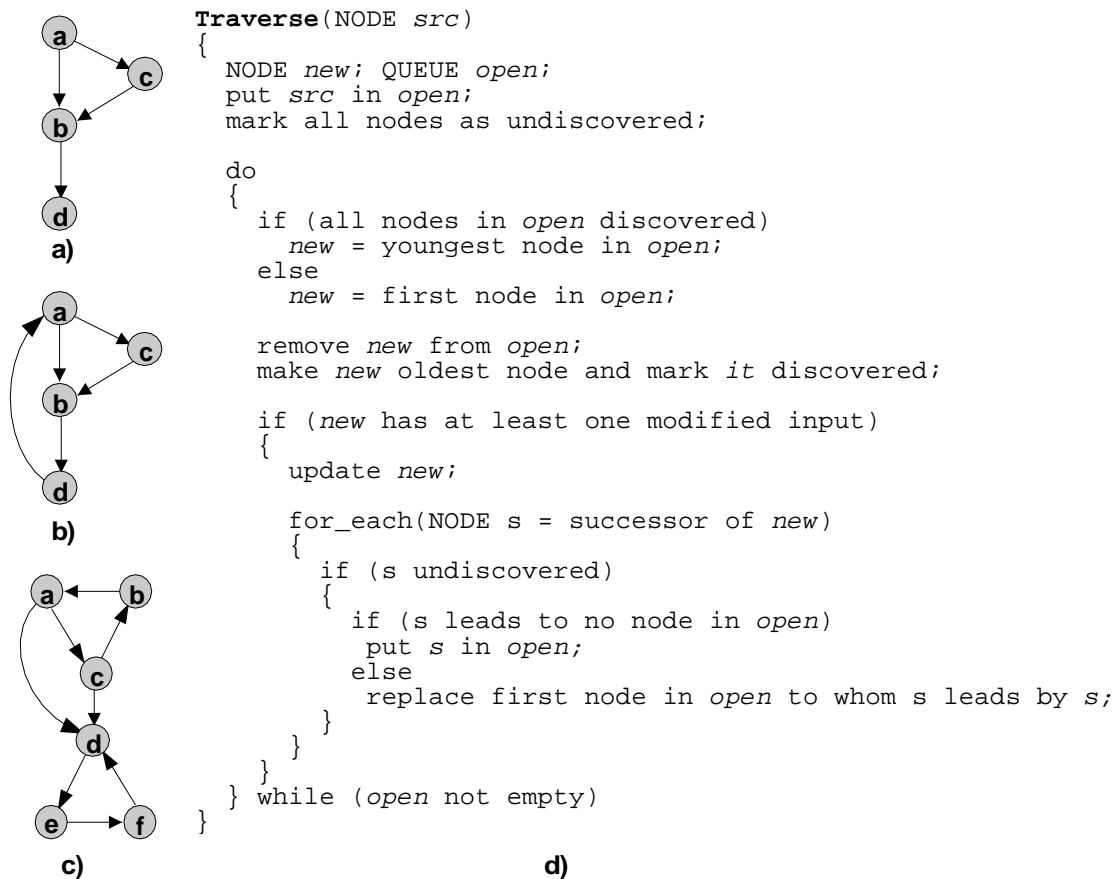 a
c
b
d
a)
a
c
b
d
b)
a
b
c
d
e
f
c)
Traverse(NODE src)
{
NODE new; QUEUE open;
put src in open;
mark all nodes as undiscovered;
do
{
if (all nodes in open discovered)
new = youngest node in open;
else
new = first node in open;
remove new from open;
make new oldest node and mark it discovered;
if (new has at least one modified input)
{
update new;
for_each(NODE s = successor of new)
{
if (s undiscovered)
{
if (s leads to no node in open)
put s in open;
else
replace first node in open to whom s leads by s;
}
}
}
} while (open not empty)
}
d)